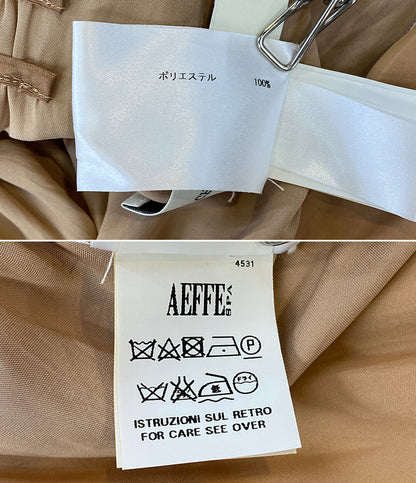 ポリエステル 100%
4531
AEFFE SPA
P
ドライ
ISTRUZIONI SUL RETRO
FOR CARE SEE OVER